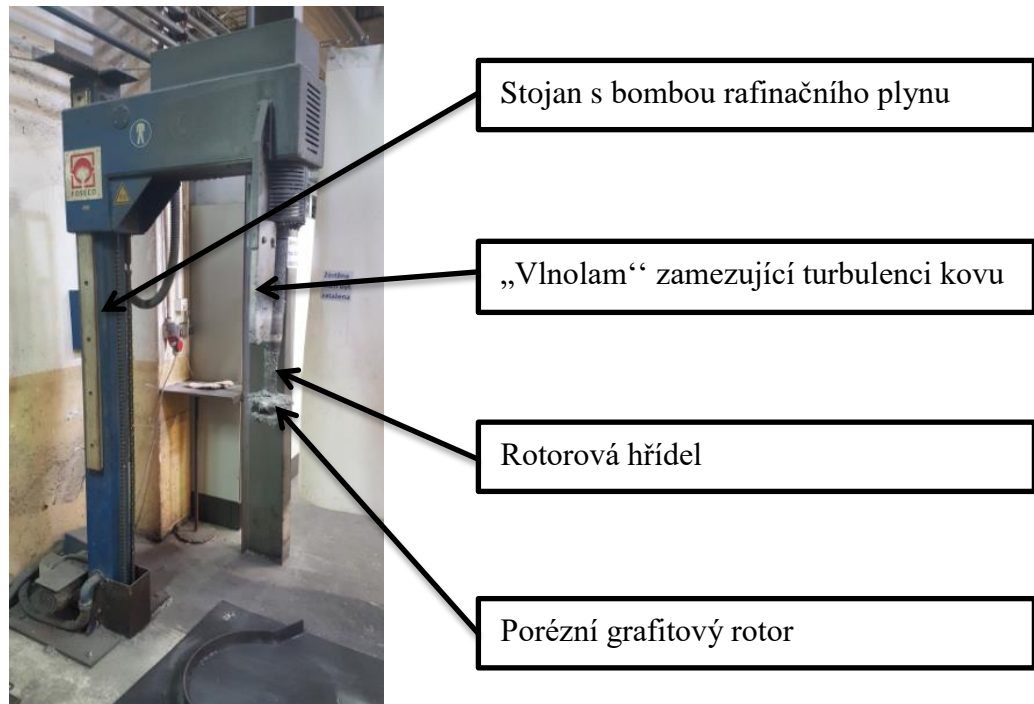 Stojan s bombou rafinačního plynu
FOSECO
„Vlnolam‘‘ zamezující turbulenci kovu
Rotorová hřídel
Porézní grafitový rotor